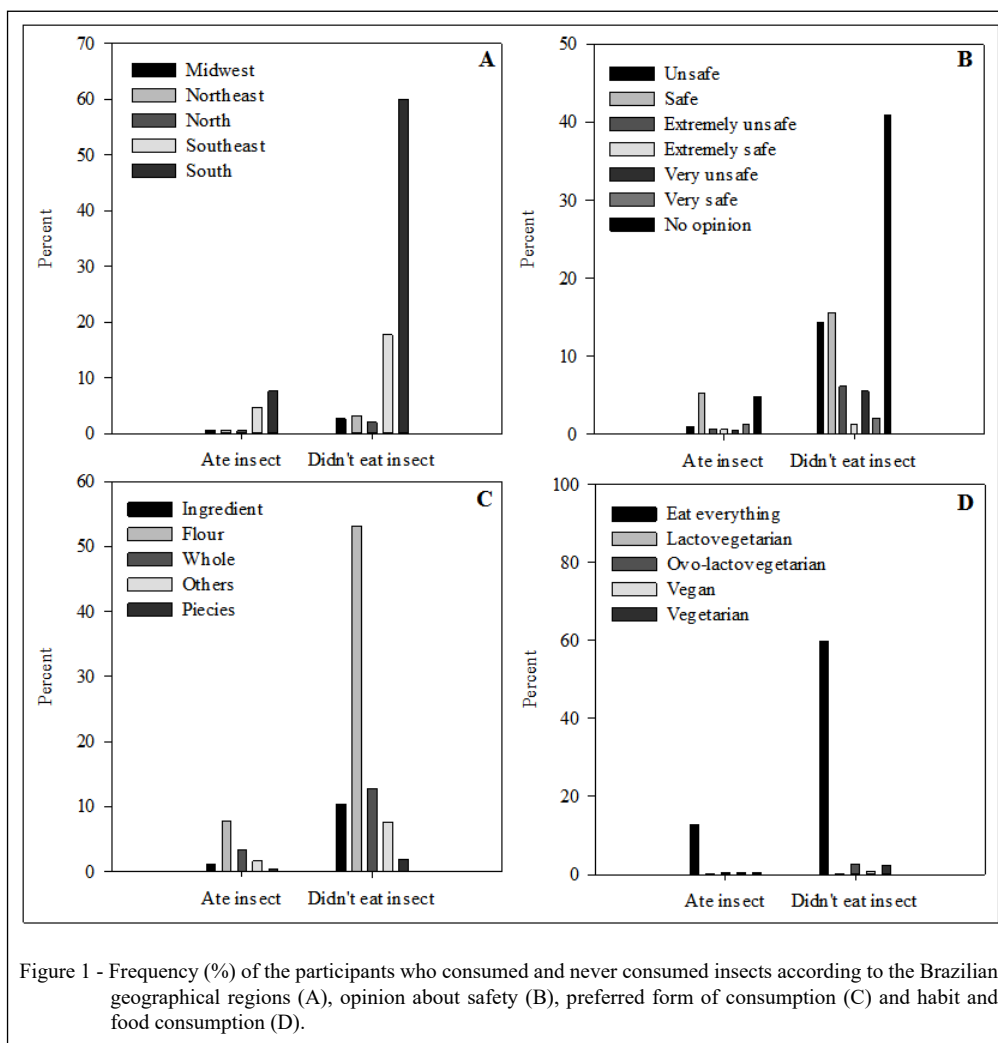 A
70
60
50
40
30
20
10
0
Percent
Midwest
Northeast
North
Southeast
South
Ate insect
Didn't eat insect
B
50
40
30
20
10
0
Percent
Unsafe
Safe
Extremely unsafe
Extremely safe
Very unsafe
Very safe
No opinion
Ate insect
Didn't eat insect
C
60
50
40
30
20
10
0
Percent
Ingredient
Flour
Whole
Others
Piecies
Ate insect
Didn't eat insect
D
100
80
60
40
20
0
Percent
Eat everything
Lactovegetarian
Ovo-lactovegetarian
Vegan
Vegetarian
Ate insect
Didn't eat insect
Figure 1 - Frequency (%) of the participants who consumed and never consumed insects according to the Brazilian
geographical regions (A), opinion about safety (B), preferred form of consumption (C) and habit and
food consumption (D).